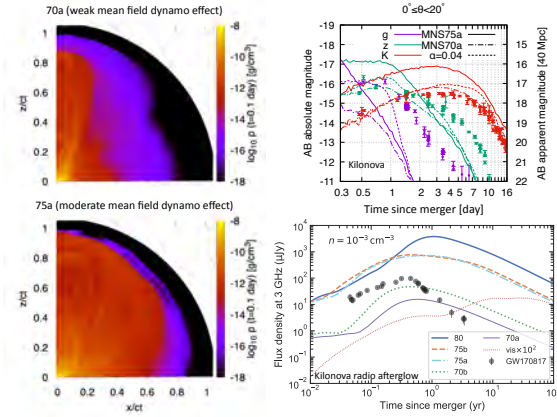 70a (weak mean field dynamo effect)
z/ct
1
0.8
0.6
0.4
0.2
0
-8
-10
-12
-14
-16
-18
log₁₀ ρ (t=0.1 day) [g/cm³]
75a (moderate mean field dynamo effect)
z/ct
1
0.8
0.6
0.4
0.2
0
0 0.2 0.4 0.6 0.8 1
x/ct
-8
-10
-12
-14
-16
-18
log₁₀ ρ (t=0.1 day) [g/cm³]
0°≤θ<20°
g MNS75a
z MNS70a
K α=0.04
AB absolute magnitude
-19
-18
-17
-16
-15
-14
-13
-12
-11
AB apparent magnitude [40 Mpc]
15
16
17
18
19
20
21
22
Kilonova
0.3 0.5 1 2 3 4 5 7 10 16
Time since merger [day]
n = 10⁻³ cm⁻³
Flux density at 3 GHz (μJy)
10⁴
10³
10²
10¹
10⁰
10⁻¹
10⁻²
80
75b
75a
70b
70a
vis×10²
GW170817
Kilonova radip afterglow
10⁻² 10⁻¹ 10⁰ 10¹ 10²
Time since merger (yr)